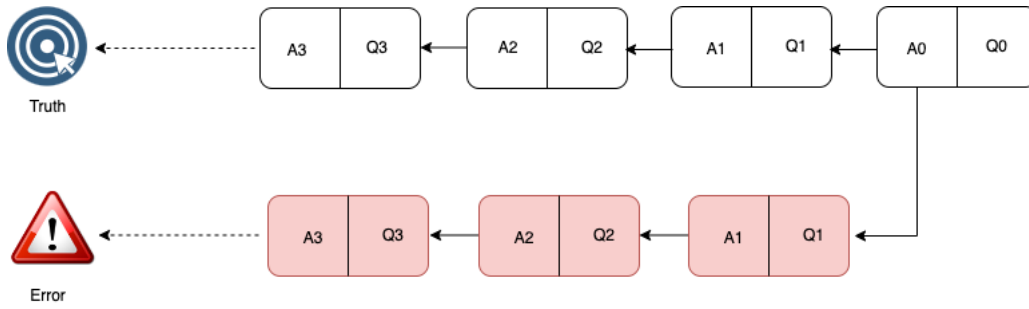 A3 Q3 A2 Q2 A1 Q1 A0 Q0
Truth
A3 Q3 A2 Q2 A1 Q1
Error